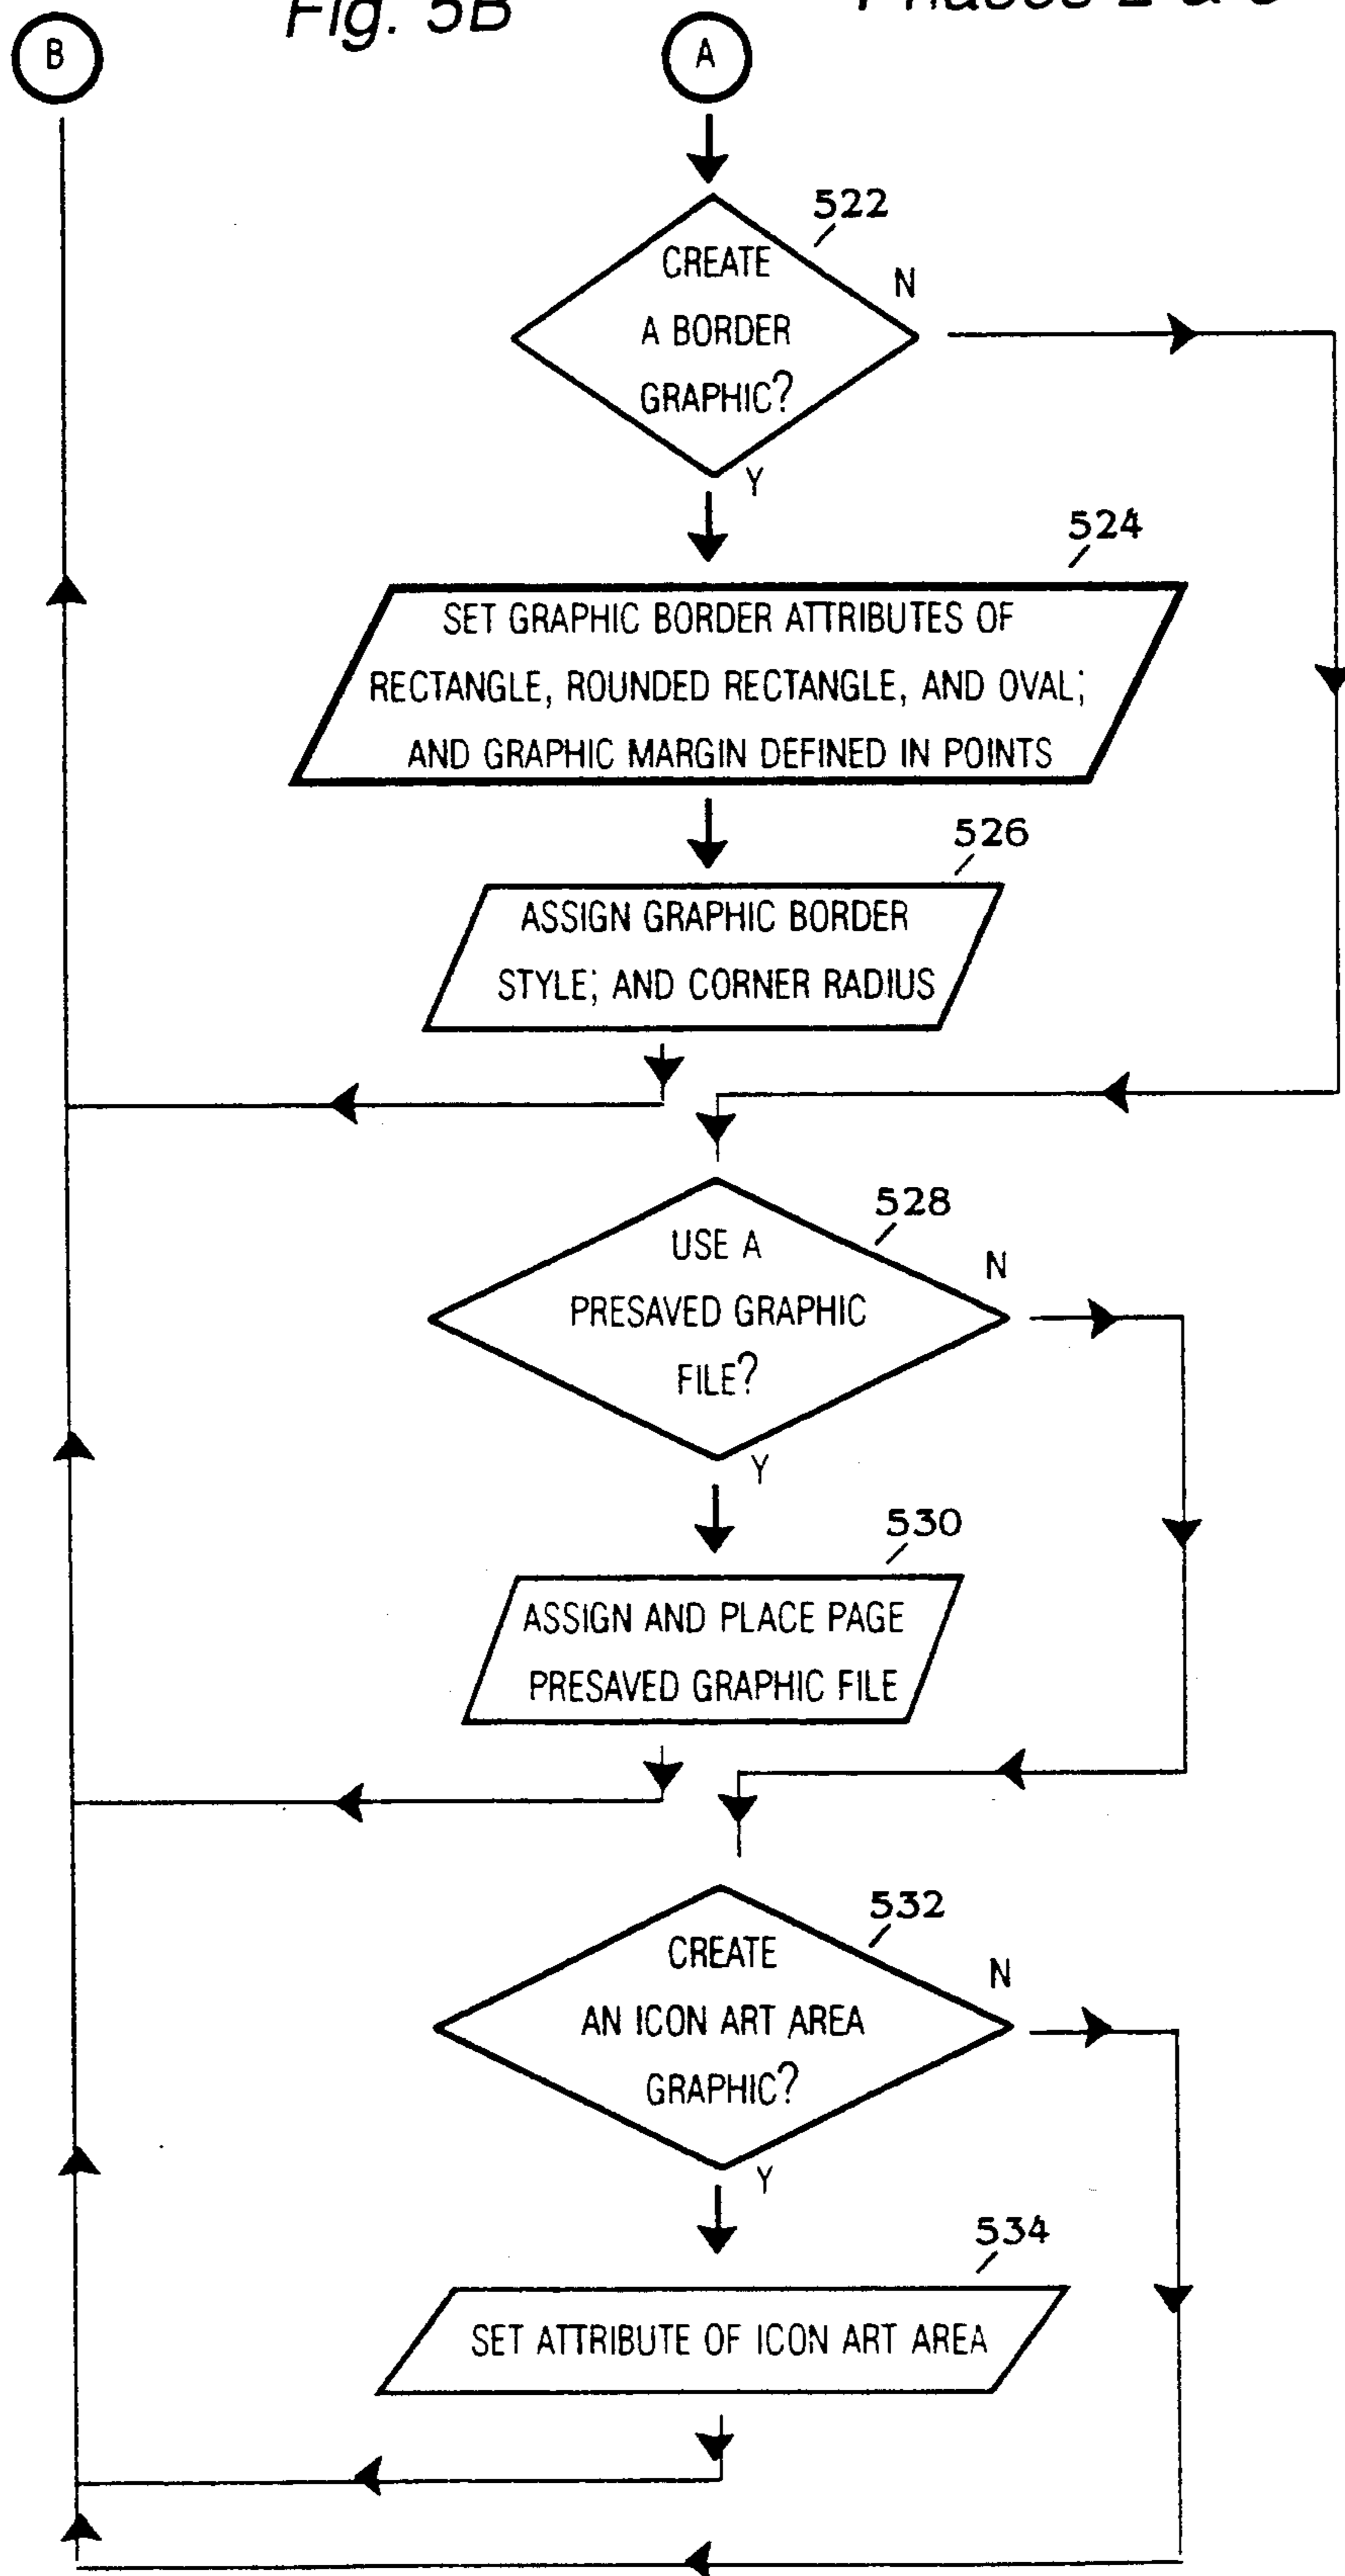 Fig. 5B
B
A
522
CREATE
A BORDER
GRAPHIC?
N
Y
524
SET GRAPHIC BORDER ATTRIBUTES OF
RECTANGLE, ROUNDED RECTANGLE, AND OVAL;
AND GRAPHIC MARGIN DEFINED IN POINTS
526
ASSIGN GRAPHIC BORDER
STYLE; AND CORNER RADIUS
528
USE A
PRESAVED GRAPHIC
FILE?
N
Y
530
ASSIGN AND PLACE PAGE
PRESAVED GRAPHIC FILE
532
CREATE
AN ICON ART AREA
GRAPHIC?
N
Y
534
SET ATTRIBUTE OF ICON ART AREA